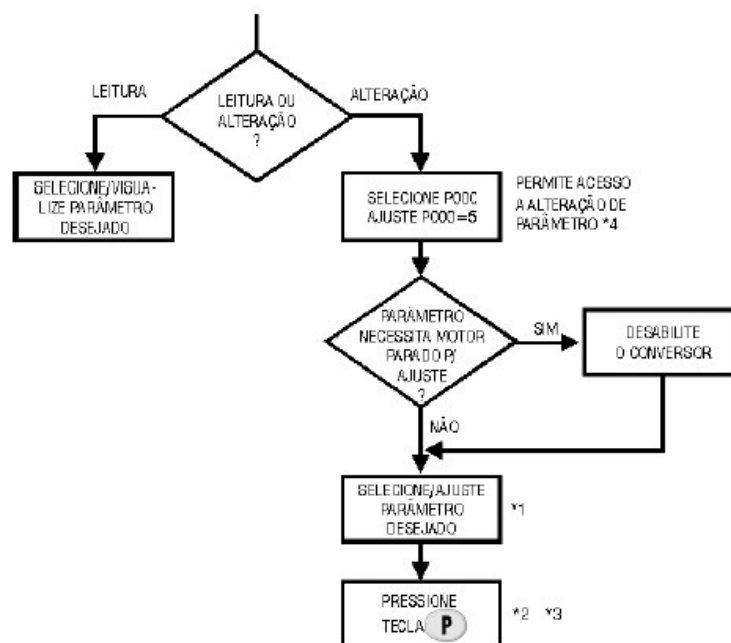 LEITURA
LEITURA OU
ALTERAÇÃO
?
ALTERAÇÃO
SELECIONE/VISUA-
LIZE PARÂMETRO
DESEJADO
SELECIONE P000
AJUSTE P000=5
PERMITE ACESSO
A ALTERAÇÃO DE
PARÂMETRO *4
PARÂMETRO
NECESSITA MOTOR
PARADO P/
AJUSTE
?
SIM
DESABILITE
O CONVERSOR
NÃO
SELECIONE/AJUSTE
PARÂMETRO
DESEJADO
*1
PRESSIONE
TECLA P
*2 *3